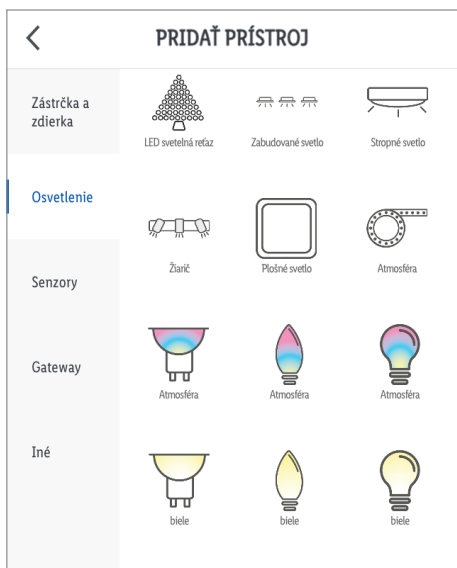 PRIDAŤ PRÍSTROJ
Zástrčka a
zdierka
Osvetlenie
Senzory
Gateway
Iné
LED svetelná reťaz
Zabudované svetlo
Stropné svetlo
Žiarič
Plošné svetlo
Atmosféra
Atmosféra
Atmosféra
Atmosféra
biele
biele
biele